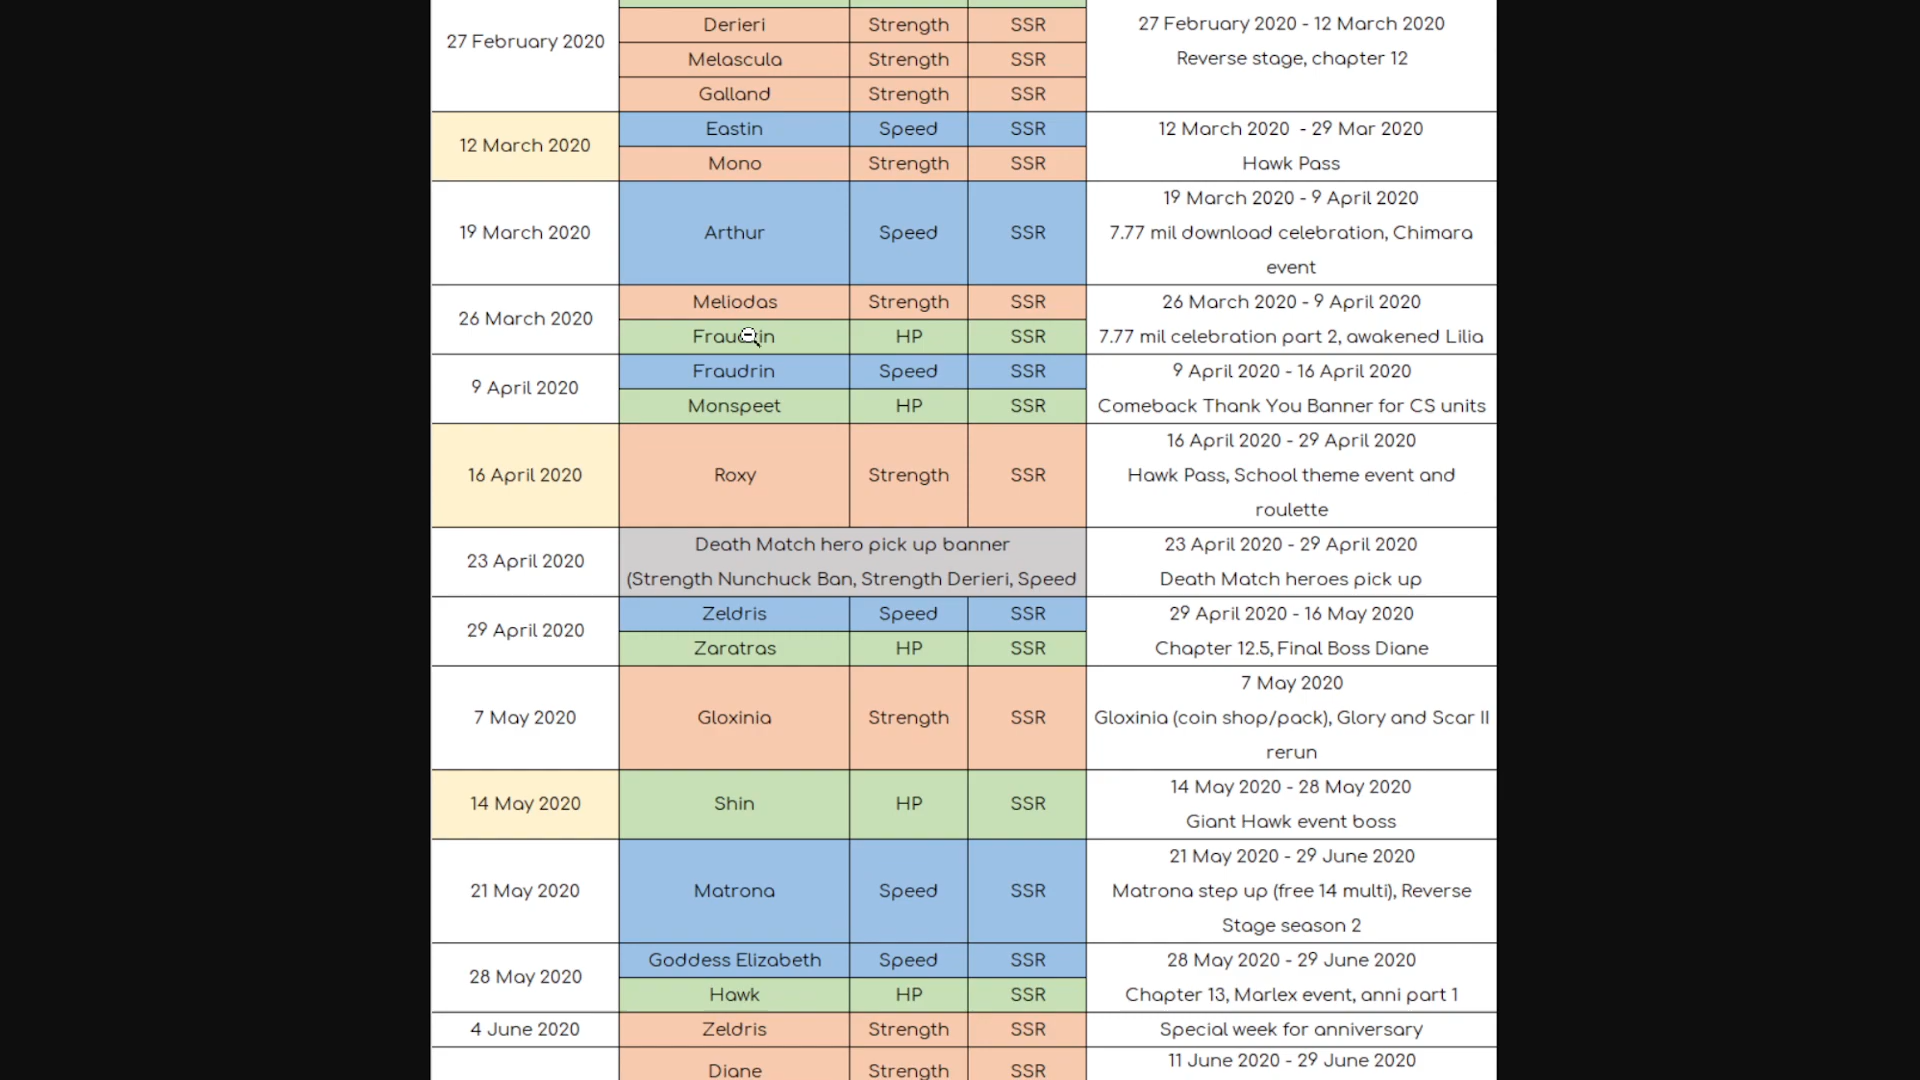 27 February 2020
Derieri Strength SSR
Melascula Strength SSR
Galland Strength SSR
27 February 2020 - 12 March 2020
Reverse stage, chapter 12
12 March 2020
Eastin Speed SSR
Mono Strength SSR
12 March 2020 - 29 Mar 2020
Hawk Pass
19 March 2020
Arthur Speed SSR
19 March 2020 - 9 April 2020
7.77 mil download celebration, Chimara
event
26 March 2020
Meliodas Strength SSR
Fraudrin HP SSR
26 March 2020 - 9 April 2020
7.77 mil celebration part 2, awakened Lilia
9 April 2020
Fraudrin Speed SSR
Monspeet HP SSR
9 April 2020 - 16 April 2020
Comeback Thank You Banner for CS units
16 April 2020
Roxy Strength SSR
16 April 2020 - 29 April 2020
Hawk Pass, School theme event and
roulette
23 April 2020
Death Match hero pick up banner
(Strength Nunchuck Ban, Strength Derieri, Speed
23 April 2020 - 29 April 2020
Death Match heroes pick up
29 April 2020
Zeldris Speed SSR
Zaratras HP SSR
29 April 2020 - 16 May 2020
Chapter 12.5, Final Boss Diane
7 May 2020
Gloxinia Strength SSR
7 May 2020
Gloxinia (coin shop/pack), Glory and Scar II
rerun
14 May 2020
Shin HP SSR
14 May 2020 - 28 May 2020
Giant Hawk event boss
21 May 2020
Matrona Speed SSR
21 May 2020 - 29 June 2020
Matrona step up (free 14 multi), Reverse
Stage season 2
28 May 2020
Goddess Elizabeth Speed SSR
Hawk HP SSR
28 May 2020 - 29 June 2020
Chapter 13, Marlex event, anni part 1
4 June 2020
Zeldris Strength SSR
Special week for anniversary
Diane Strength SSR
11 June 2020 - 29 June 2020